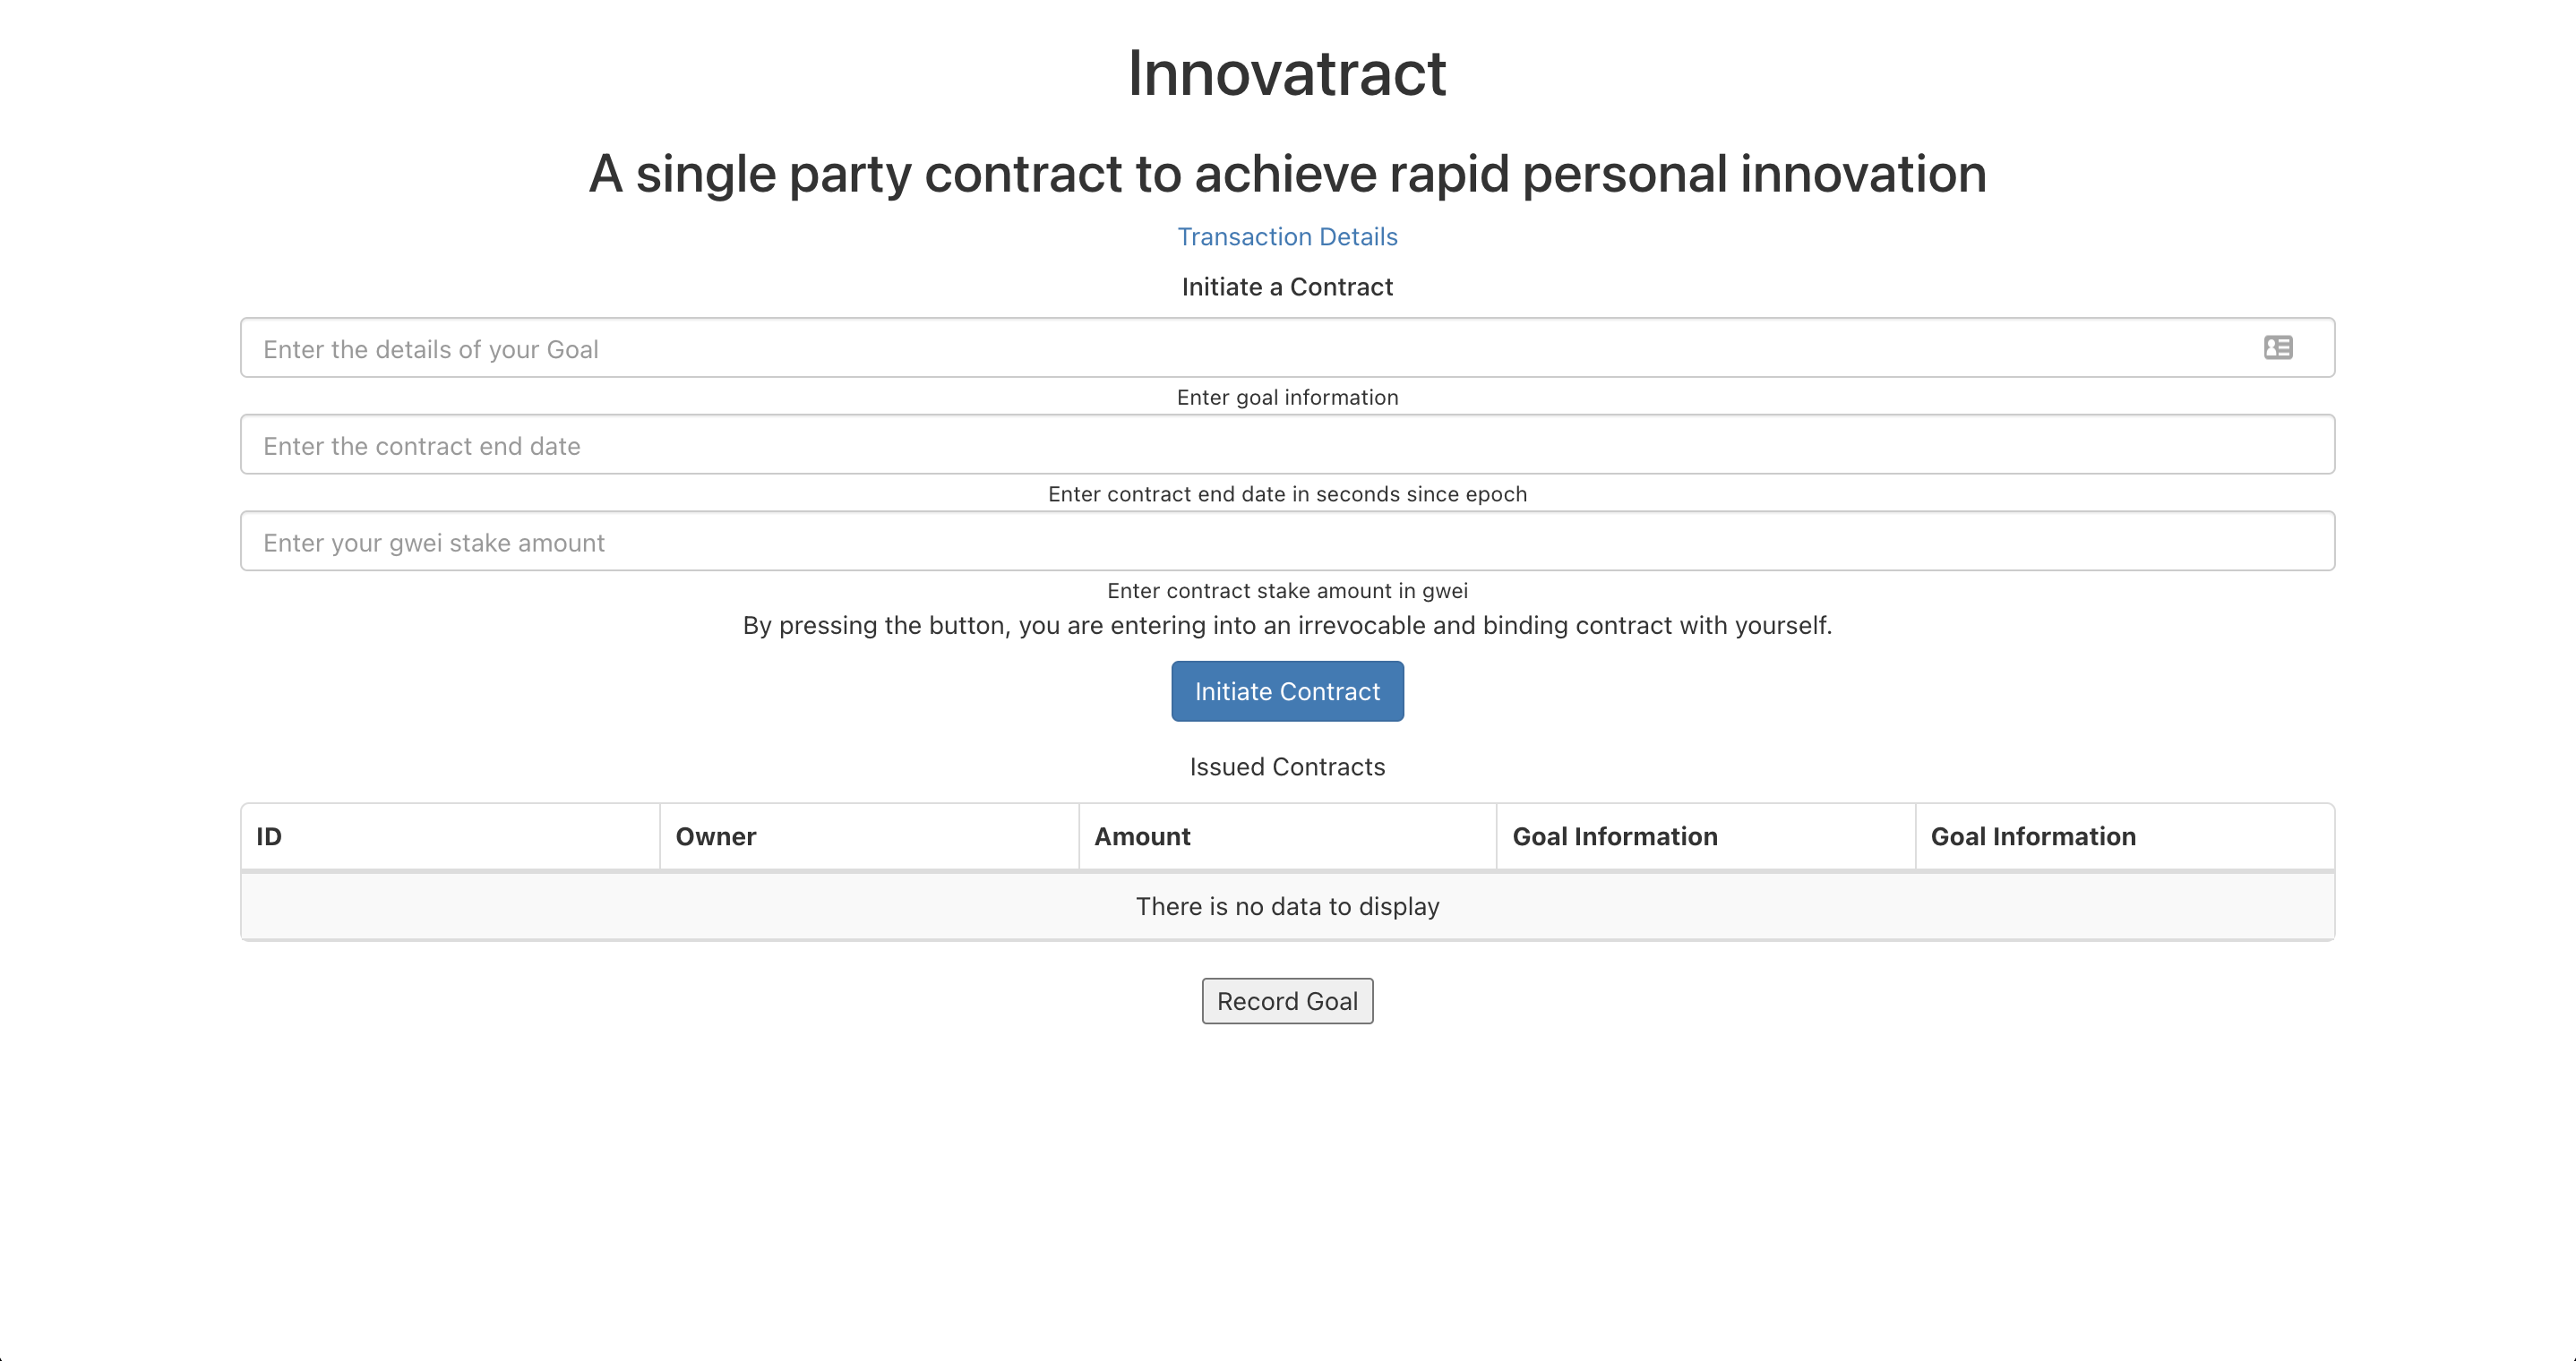 Innovatract
A single party contract to achieve rapid personal innovation
Transaction Details
Initiate a Contract
Enter the details of your Goal
Enter goal information
Enter the contract end date
Enter contract end date in seconds since epoch
Enter your gwei stake amount
Enter contract stake amount in gwei
By pressing the button, you are entering into an irrevocable and binding contract with yourself.
Initiate Contract
Issued Contracts
ID Owner Amount Goal Information Goal Information
There is no data to display
Record Goal